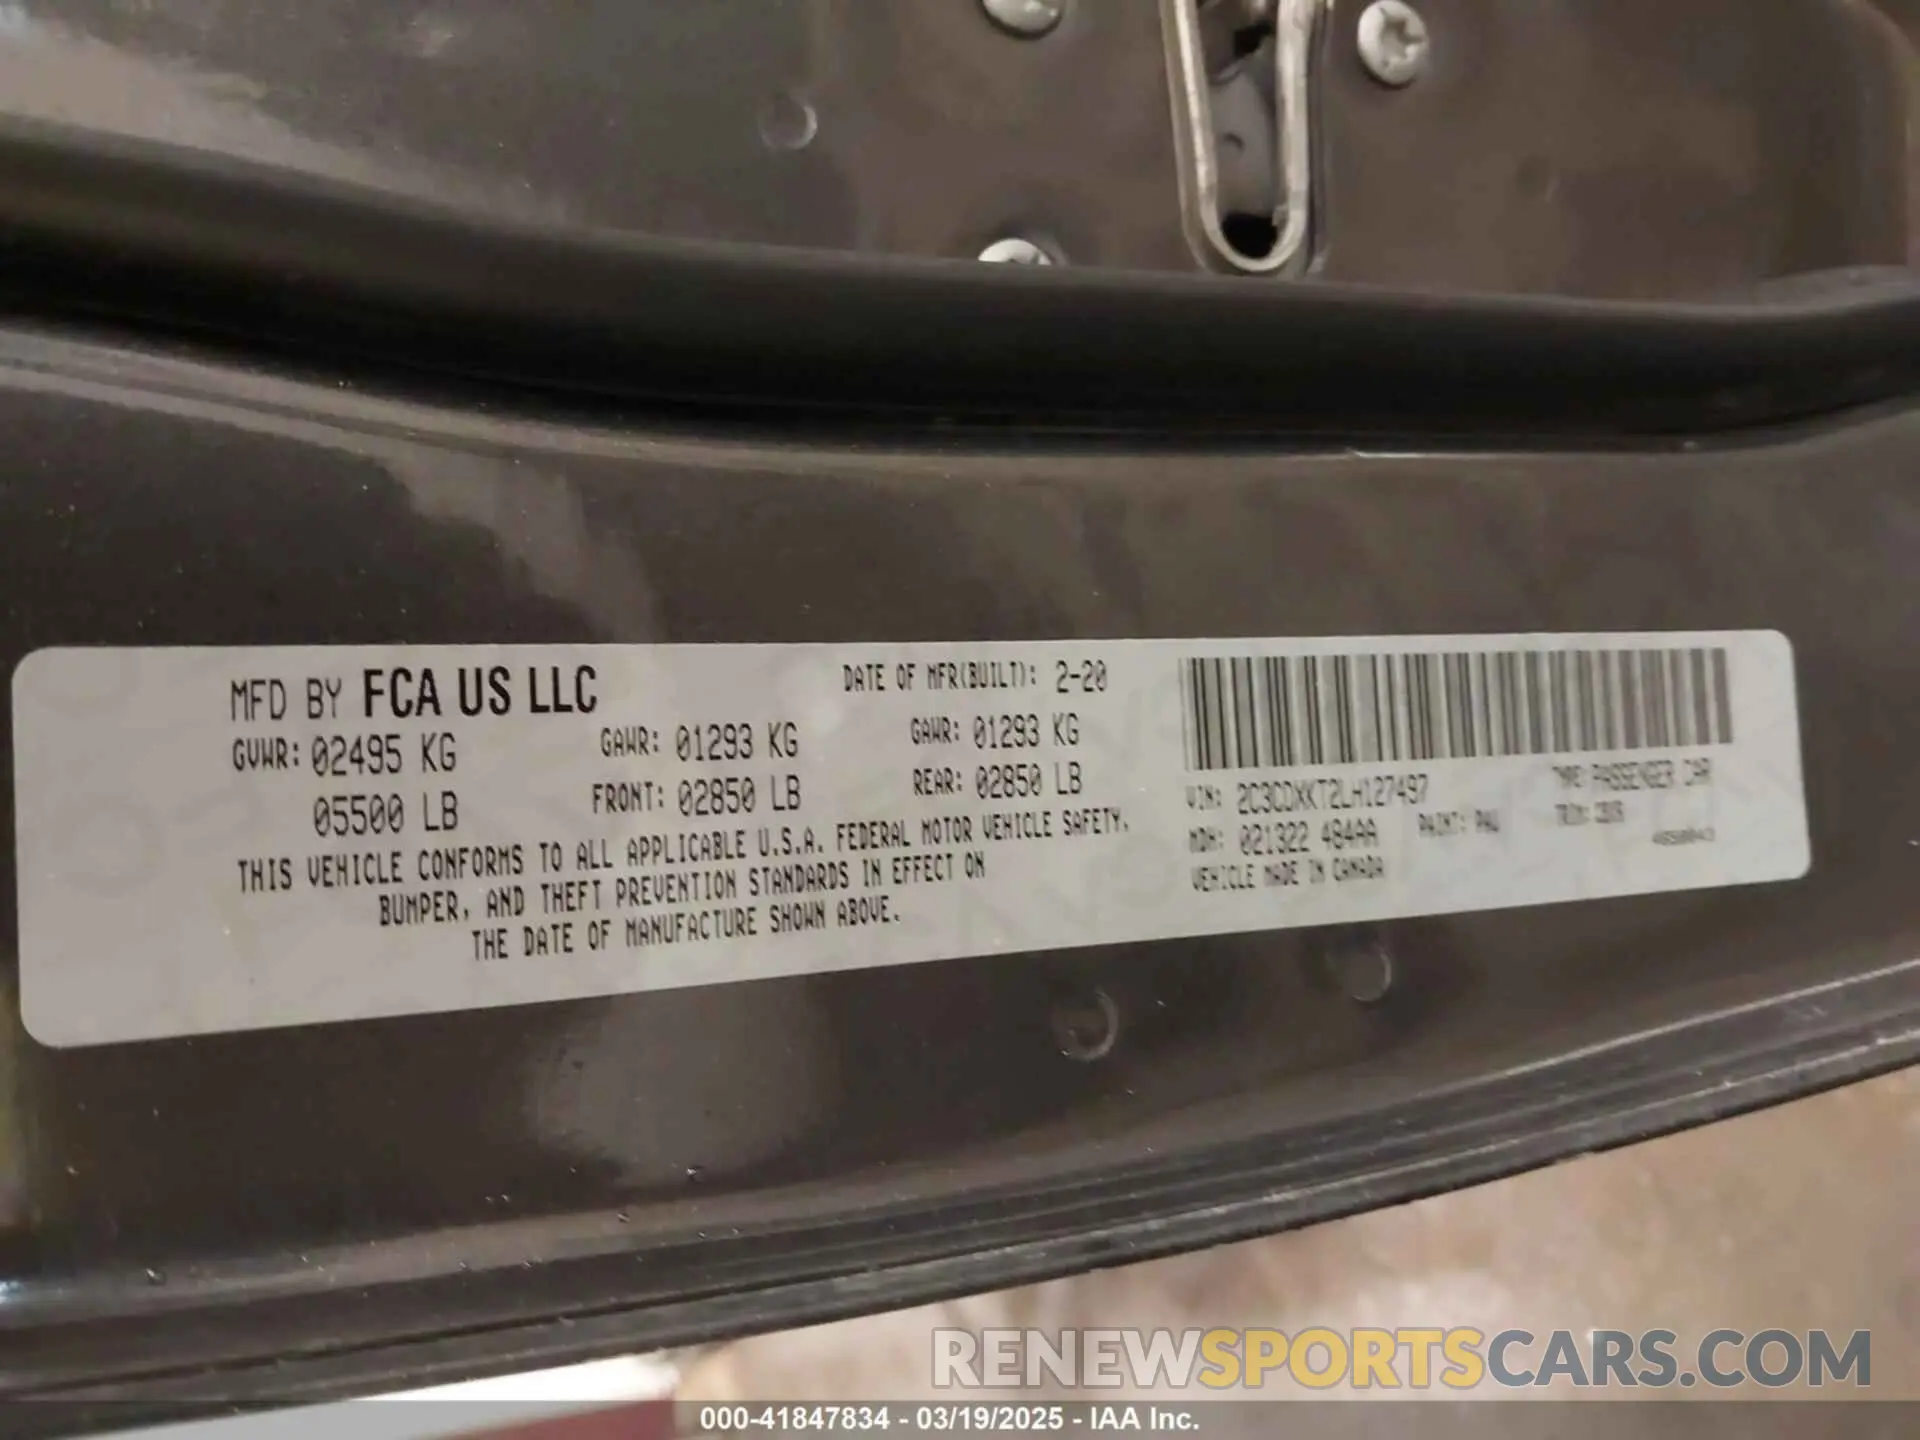 MFD BY FCA US LLC
DATE OF MFR(BUILT): 2-20
GVWR: 02495 KG
GAWR: 01293 KG
GAWR: 01293 KG
05500 LB
FRONT: 02850 LB
REAR: 02850 LB
THIS VEHICLE CONFORMS TO ALL APPLICABLE U.S.A. FEDERAL MOTOR VEHICLE SAFETY,
BUMPER, AND THEFT PREVENTION STANDARDS IN EFFECT ON
THE DATE OF MANUFACTURE SHOWN ABOVE.
VIN: 2C3CDXKT2LH127497
TYPE: PASSENGER CAR
MDH: 021322 484AA
PAINT: PAU
TRIM:
VEHICLE MADE IN CANADA
RENEWSPORTSCARS.COM
000-41847834 - 03/19/2025 - IAA Inc.